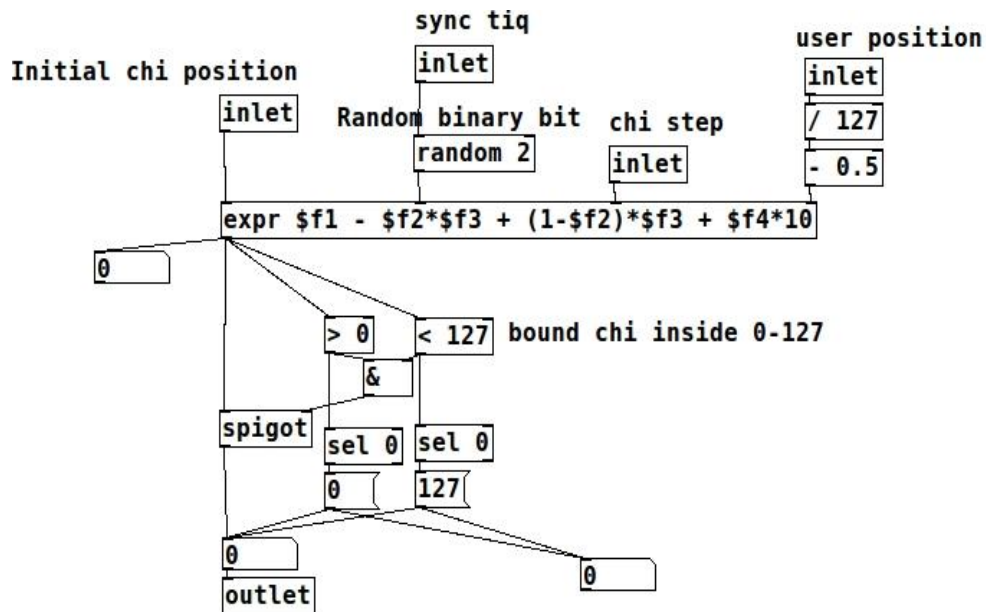 sync tiq
user position
Initial chi position
inlet
inlet
inlet
Random binary bit
/ 127
chi step
random 2
inlet
- 0.5
expr $f1 - $f2*$f3 + (1-$f2)*$f3 + $f4*10
0
> 0
< 127
bound chi inside 0-127
&
spigot
sel 0
sel 0
0
127
0
0
outlet